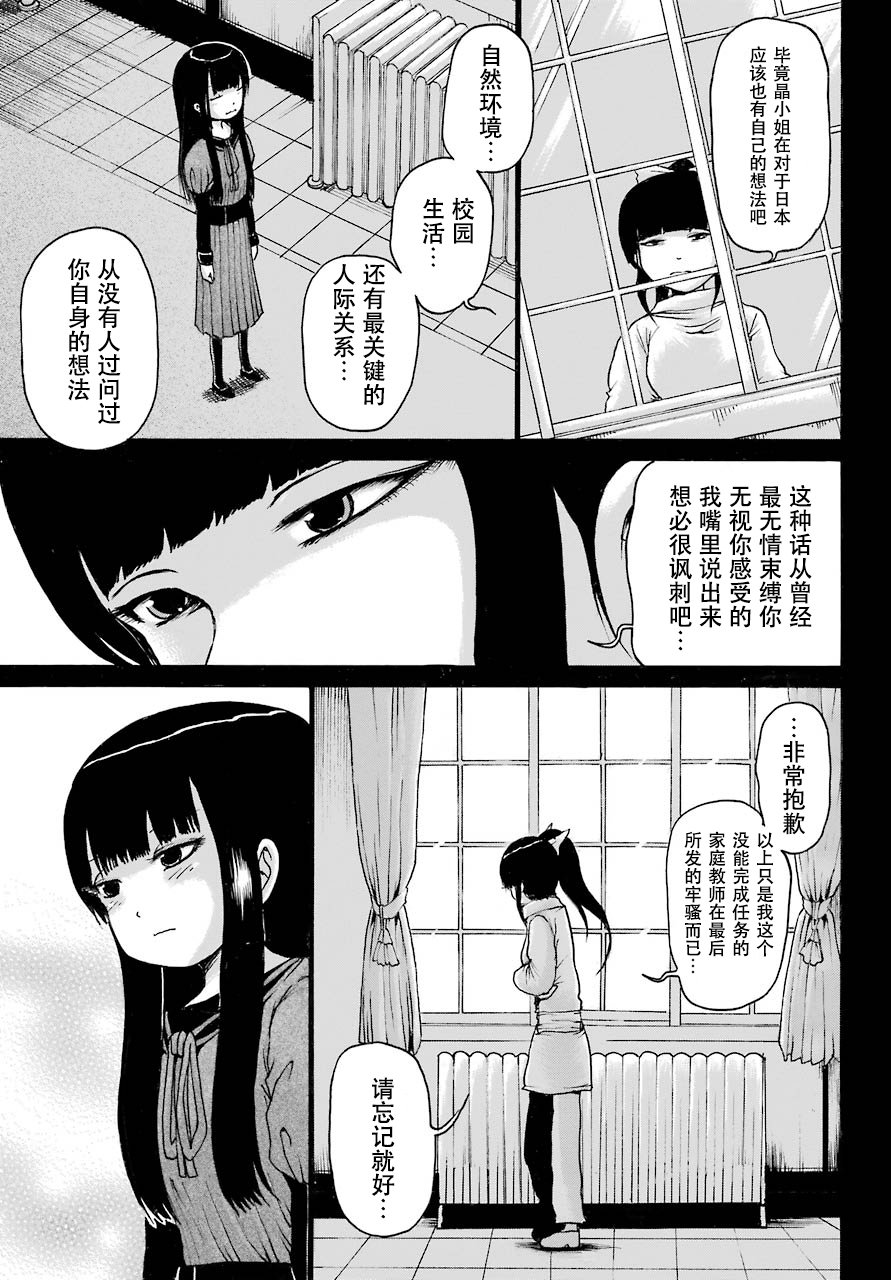 毕竟晶小姐在对于日本
应该也有自己的想法吧
自然环境…
校园
生活…
还有最关键的
人际关系…
从没有人过问过
你自身的想法
这种话从曾经
最无情束缚你
无视你感受的
我嘴里说出来
想必很讽刺吧…
…非常抱歉
以上只是我这个
没能完成任务的
家庭教师在最后
所发的牢骚而已…
请忘记就好…